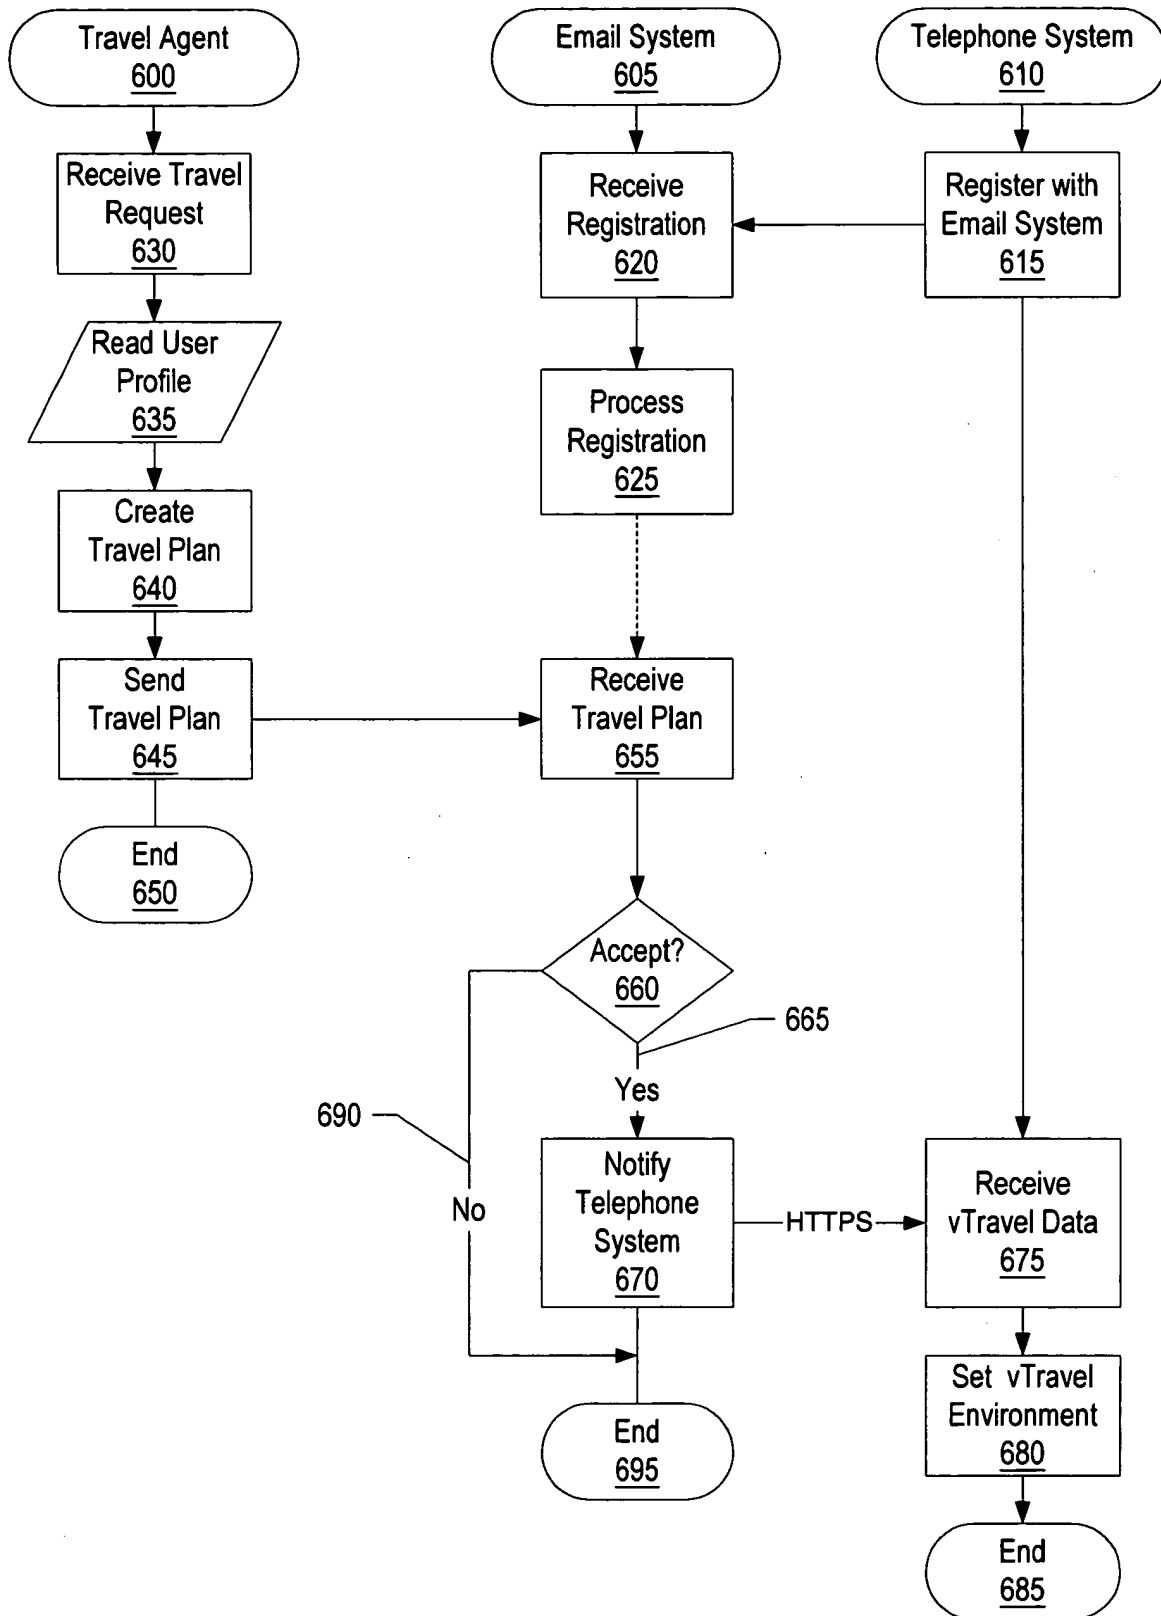 Travel Agent
600
Email System
605
Telephone System
610
Receive Travel
Request
630
Receive
Registration
620
Register with
Email System
615
Read User
Profile
635
Process
Registration
625
Create
Travel Plan
640
Send
Travel Plan
645
Receive
Travel Plan
655
End
650
Accept?
660
665
Yes
690
No
Notify
Telephone
System
670
HTTPS
Receive
vTravel Data
675
Set vTravel
Environment
680
End
695
End
685